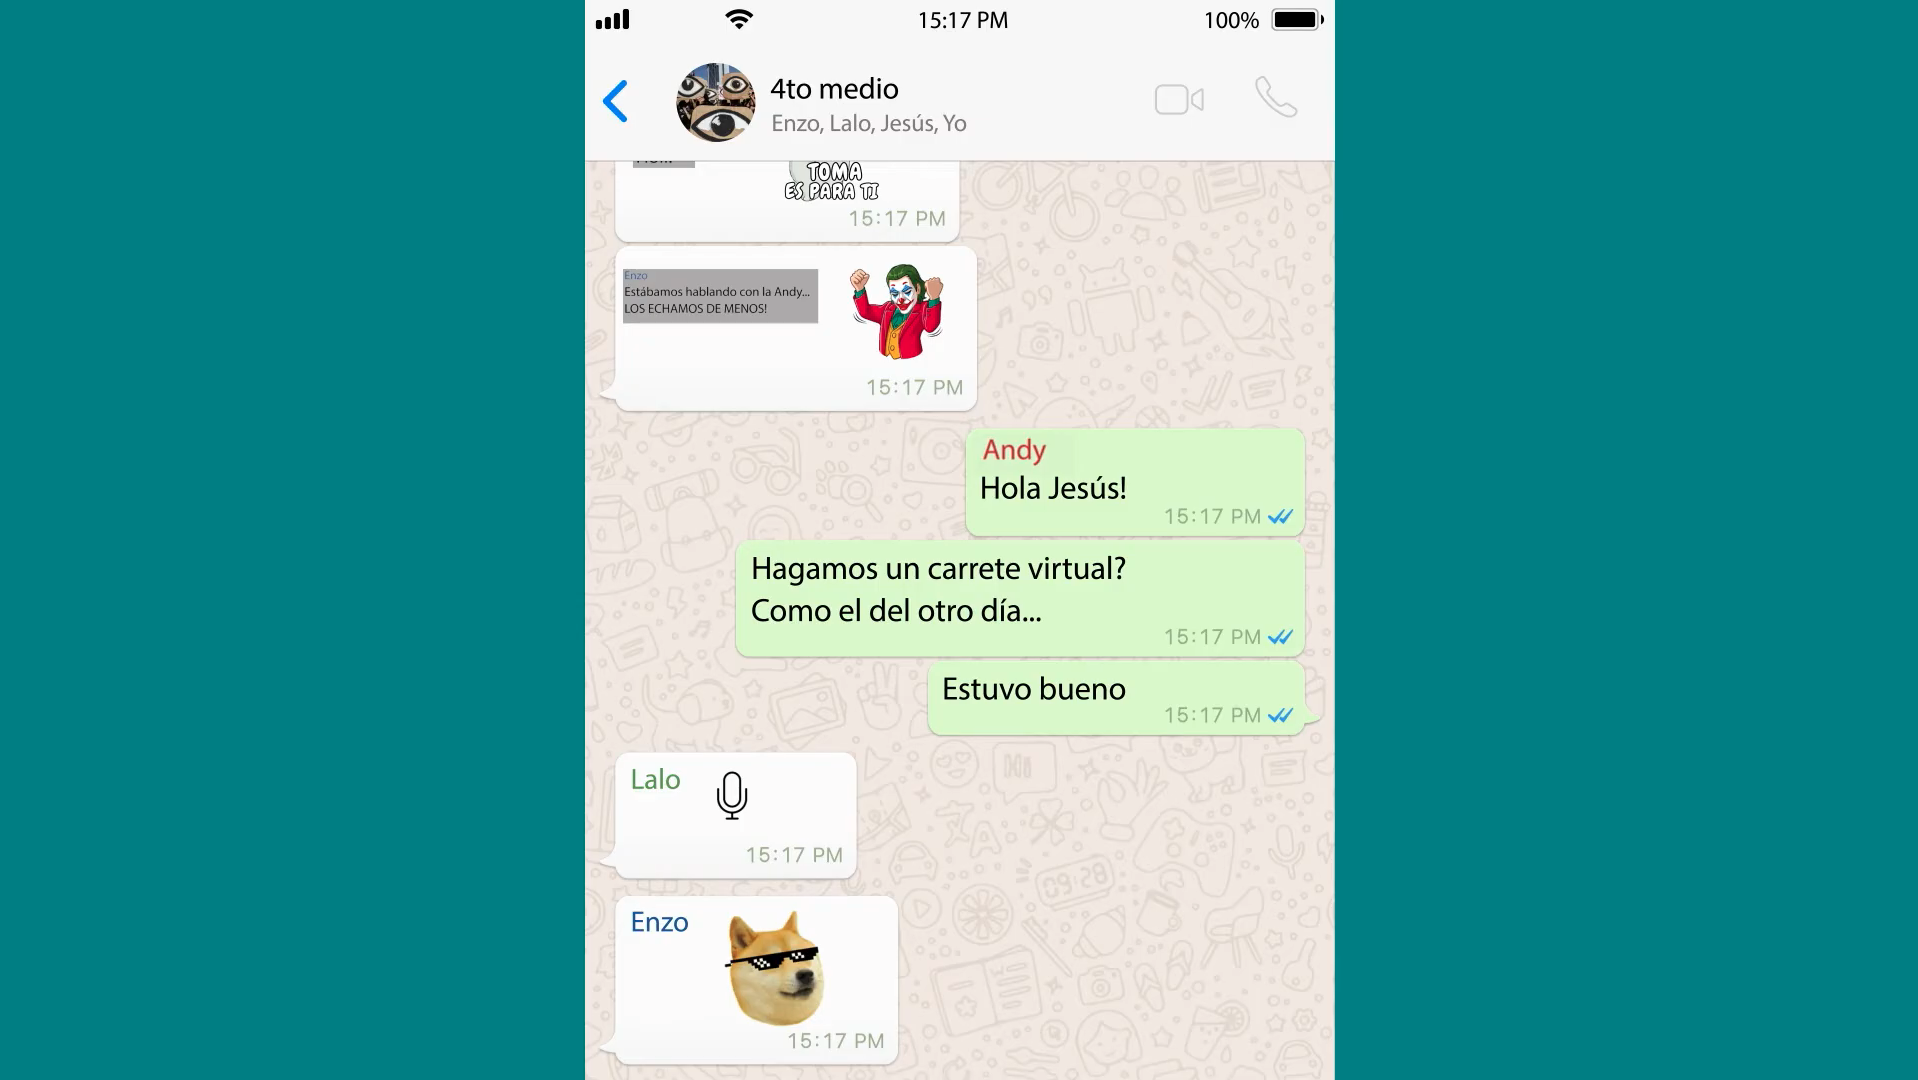 15:17 PM
100%
4to medio
Enzo, Lalo, Jesús, Yo
TOMA
ES PARA TI
15:17 PM
Enzo
Estábamos hablando con la Andy...
LOS ECHAMOS DE MENOS!
15:17 PM
Andy
Hola Jesús!
15:17 PM
Hagamos un carrete virtual?
Como el del otro día...
15:17 PM
Estuvo bueno
15:17 PM
Lalo
15:17 PM
Enzo
15:17 PM